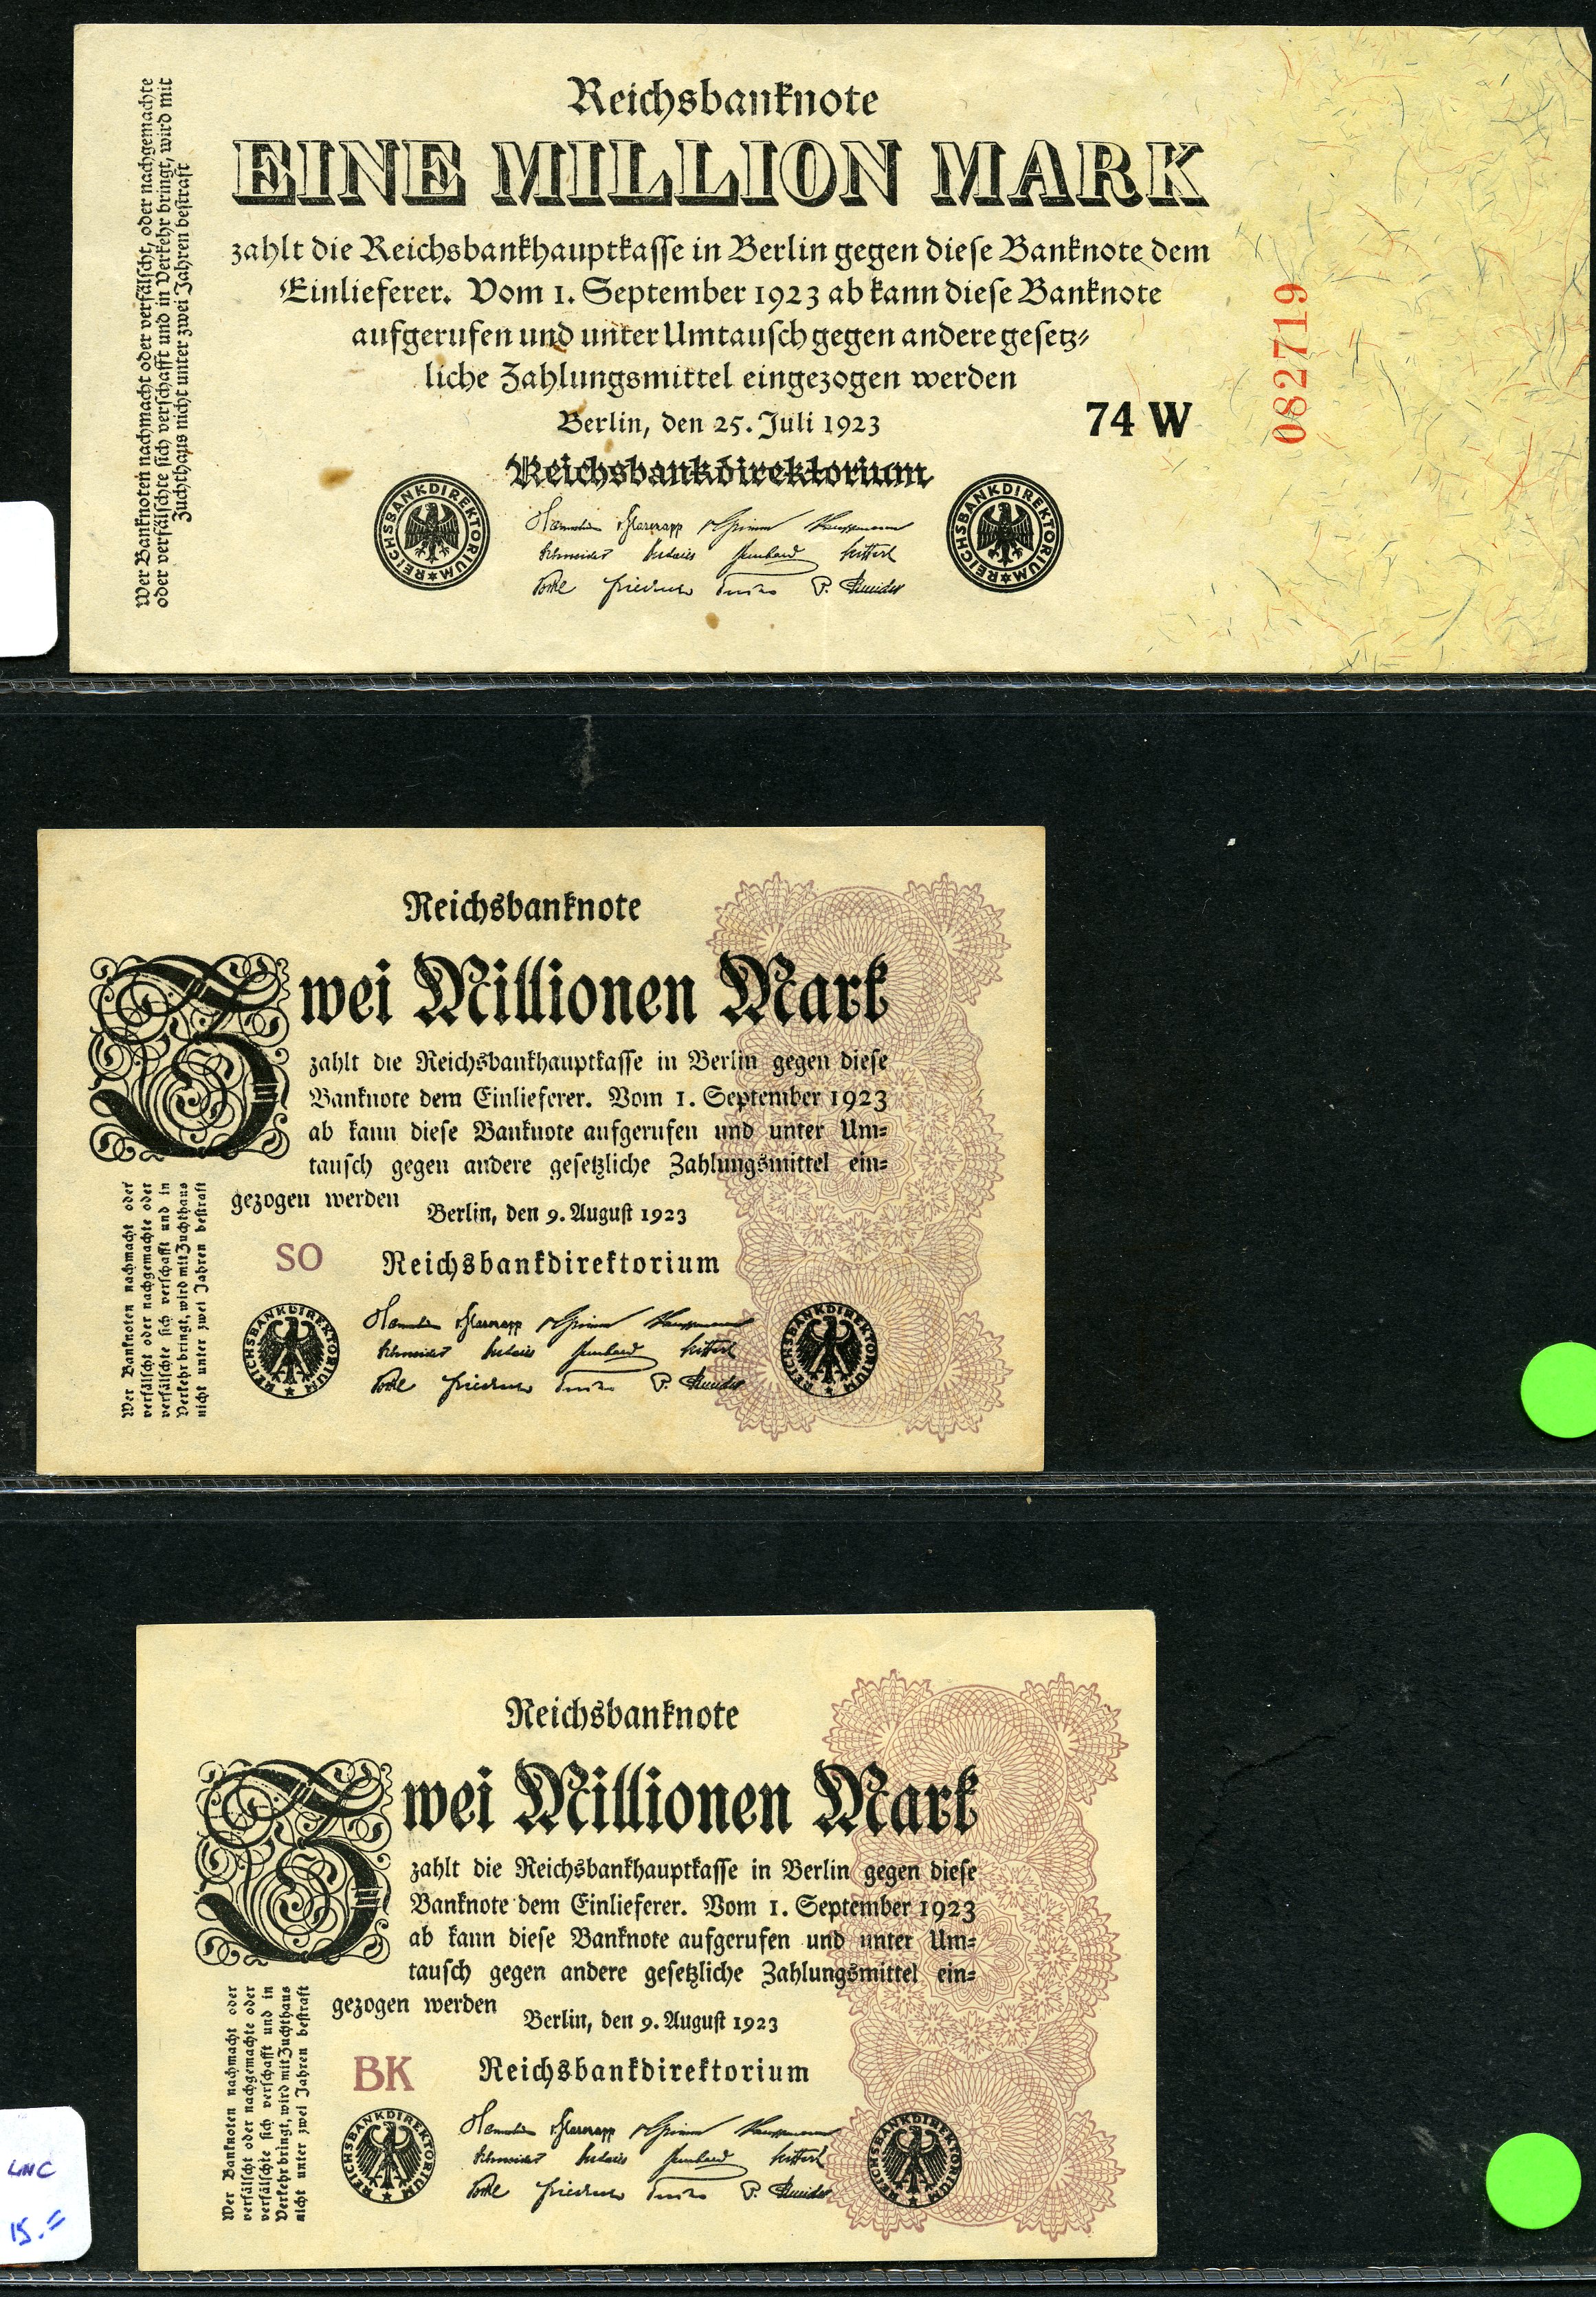 Reichsbanknote
EINE MILLION MARK
zahlt die Reichsbankhauptkasse in Berlin gegen diese Banknote dem
Einlieferer. Vom 1. September 1923 ab kann diese Banknote
aufgerufen und unter Umtausch gegen andere gesetz-
liche Zahlungsmittel eingezogen werden
Berlin, den 25. Juli 1923
74 W
082719
Reichsbankdirektorium
REICHSBANKDIREKTORIUM
REICHSBANKDIREKTORIUM
Wer Banknoten nachmacht oder verfälscht, oder nachgemachte
oder verfälschte sich verschafft und in Verkehr bringt, wird mit
Zuchthaus nicht unter zwei Jahren bestraft
Reichsbanknote
Zwei Millionen Mark
zahlt die Reichsbankhauptkasse in Berlin gegen diese
Banknote dem Einlieferer. Vom 1. September 1923
ab kann diese Banknote aufgerufen und unter Um-
tausch gegen andere gesetzliche Zahlungsmittel ein-
gezogen werden
Berlin, den 9. August 1923
SO
Reichsbankdirektorium
REICHSBANKDIREKTORIUM
REICHSBANKDIREKTORIUM
Wer Banknoten nachmacht oder
verfälscht oder nachgemachte oder
verfälschte sich verschafft und in
Verkehr bringt, wird mit Zuchthaus
nicht unter zwei Jahren bestraft
Reichsbanknote
Zwei Millionen Mark
zahlt die Reichsbankhauptkasse in Berlin gegen diese
Banknote dem Einlieferer. Vom 1. September 1923
ab kann diese Banknote aufgerufen und unter Um-
tausch gegen andere gesetzliche Zahlungsmittel ein-
gezogen werden
Berlin, den 9. August 1923
BK
Reichsbankdirektorium
REICHSBANKDIREKTORIUM
REICHSBANKDIREKTORIUM
Wer Banknoten nachmacht oder
verfälscht oder nachgemachte oder
verfälschte sich verschafft und in
Verkehr bringt, wird mit Zuchthaus
nicht unter zwei Jahren bestraft
UNC
15.=